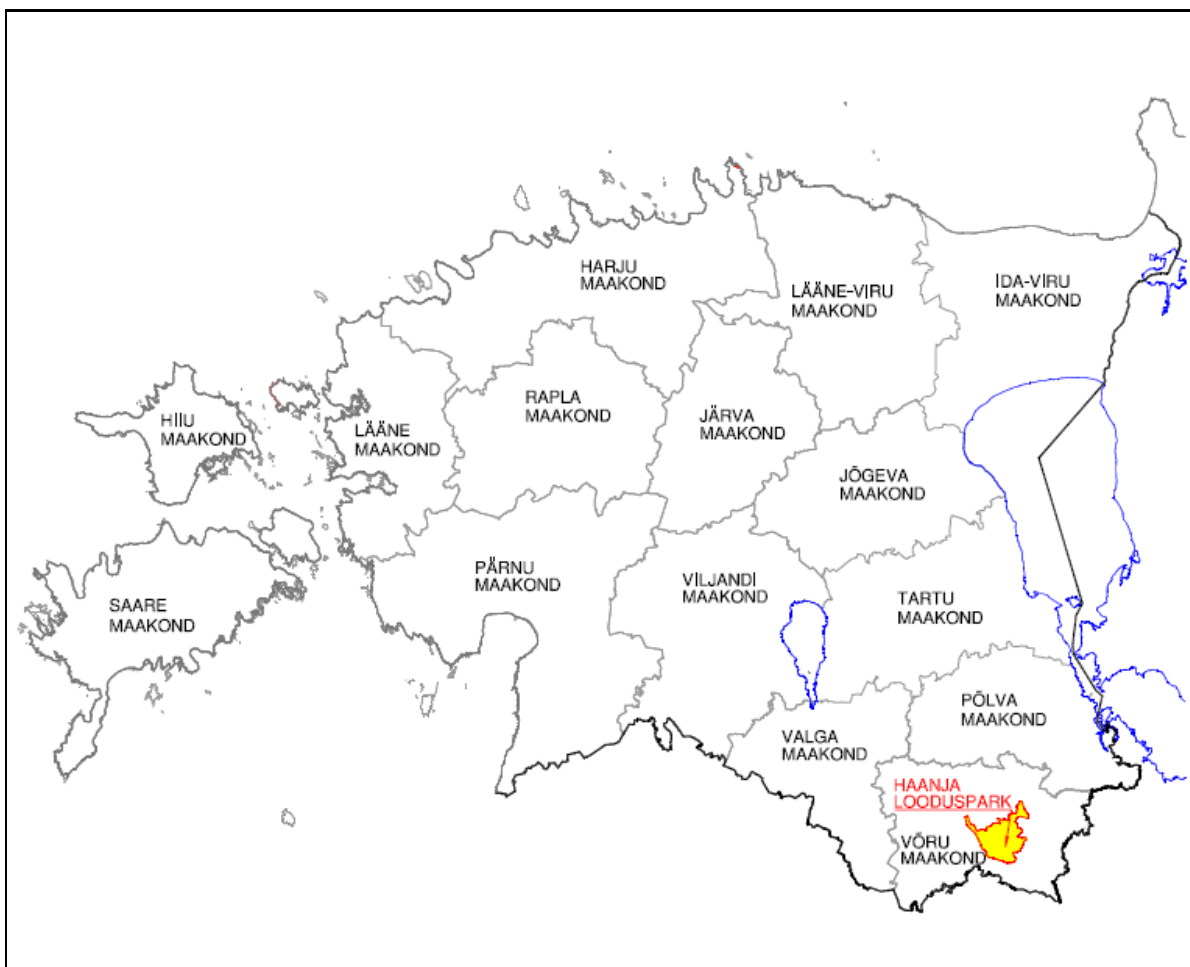 HARJU
MAAKOND
LÄÄNE-VIRU
MAAKOND
IDA-VIRU
MAAKOND
HIIU
MAAKOND
LÄÄNE
MAAKOND
RAPLA
MAAKOND
JÄRVA
MAAKOND
JÕGEVA
MAAKOND
SAARE
MAAKOND
PÄRNU
MAAKOND
VILJANDI
MAAKOND
TARTU
MAAKOND
PÕLVA
MAAKOND
VALGA
MAAKOND
HAANJA
LOODUSPARK
VÕRU
MAAKOND